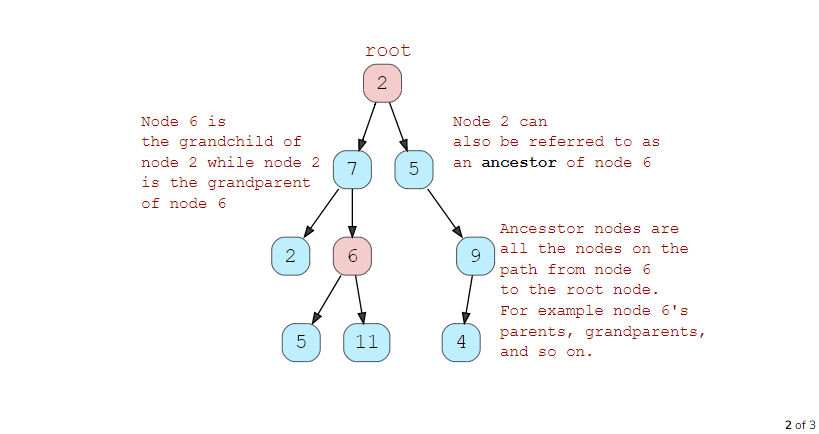 root
2
Node 6 is
the grandchild of
node 2 while node 2
is the grandparent
of node 6
Node 2 can
also be referred to as
an ancestor of node 6
7
5
2
6
9
Ancesstor nodes are
all the nodes on the
path from node 6
to the root node.
For example node 6's
parents, grandparents,
and so on.
5
11
4
2 of 3